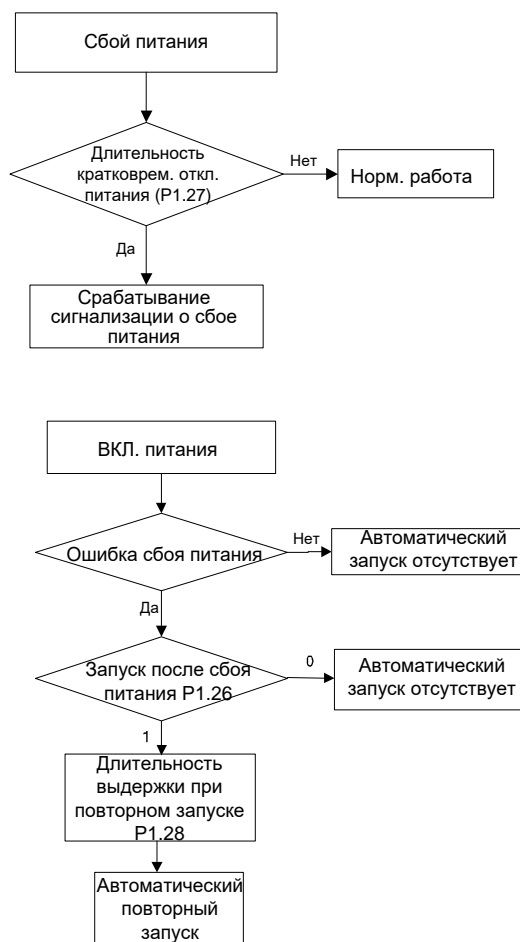 Сбой питания
Длительность
кратковрем. откл.
питания (P1.27)
Нет
Норм. работа
Да
Срабатывание
сигнализации о сбое
питания
ВКЛ. питания
Ошибка сбоя питания
Нет
Автоматический
запуск отсутствует
Да
Запуск после сбоя
питания P1.26
0
Автоматический
запуск отсутствует
1
Длительность
выдержки при
повторном запуске
P1.28
Автоматический
повторный
запуск